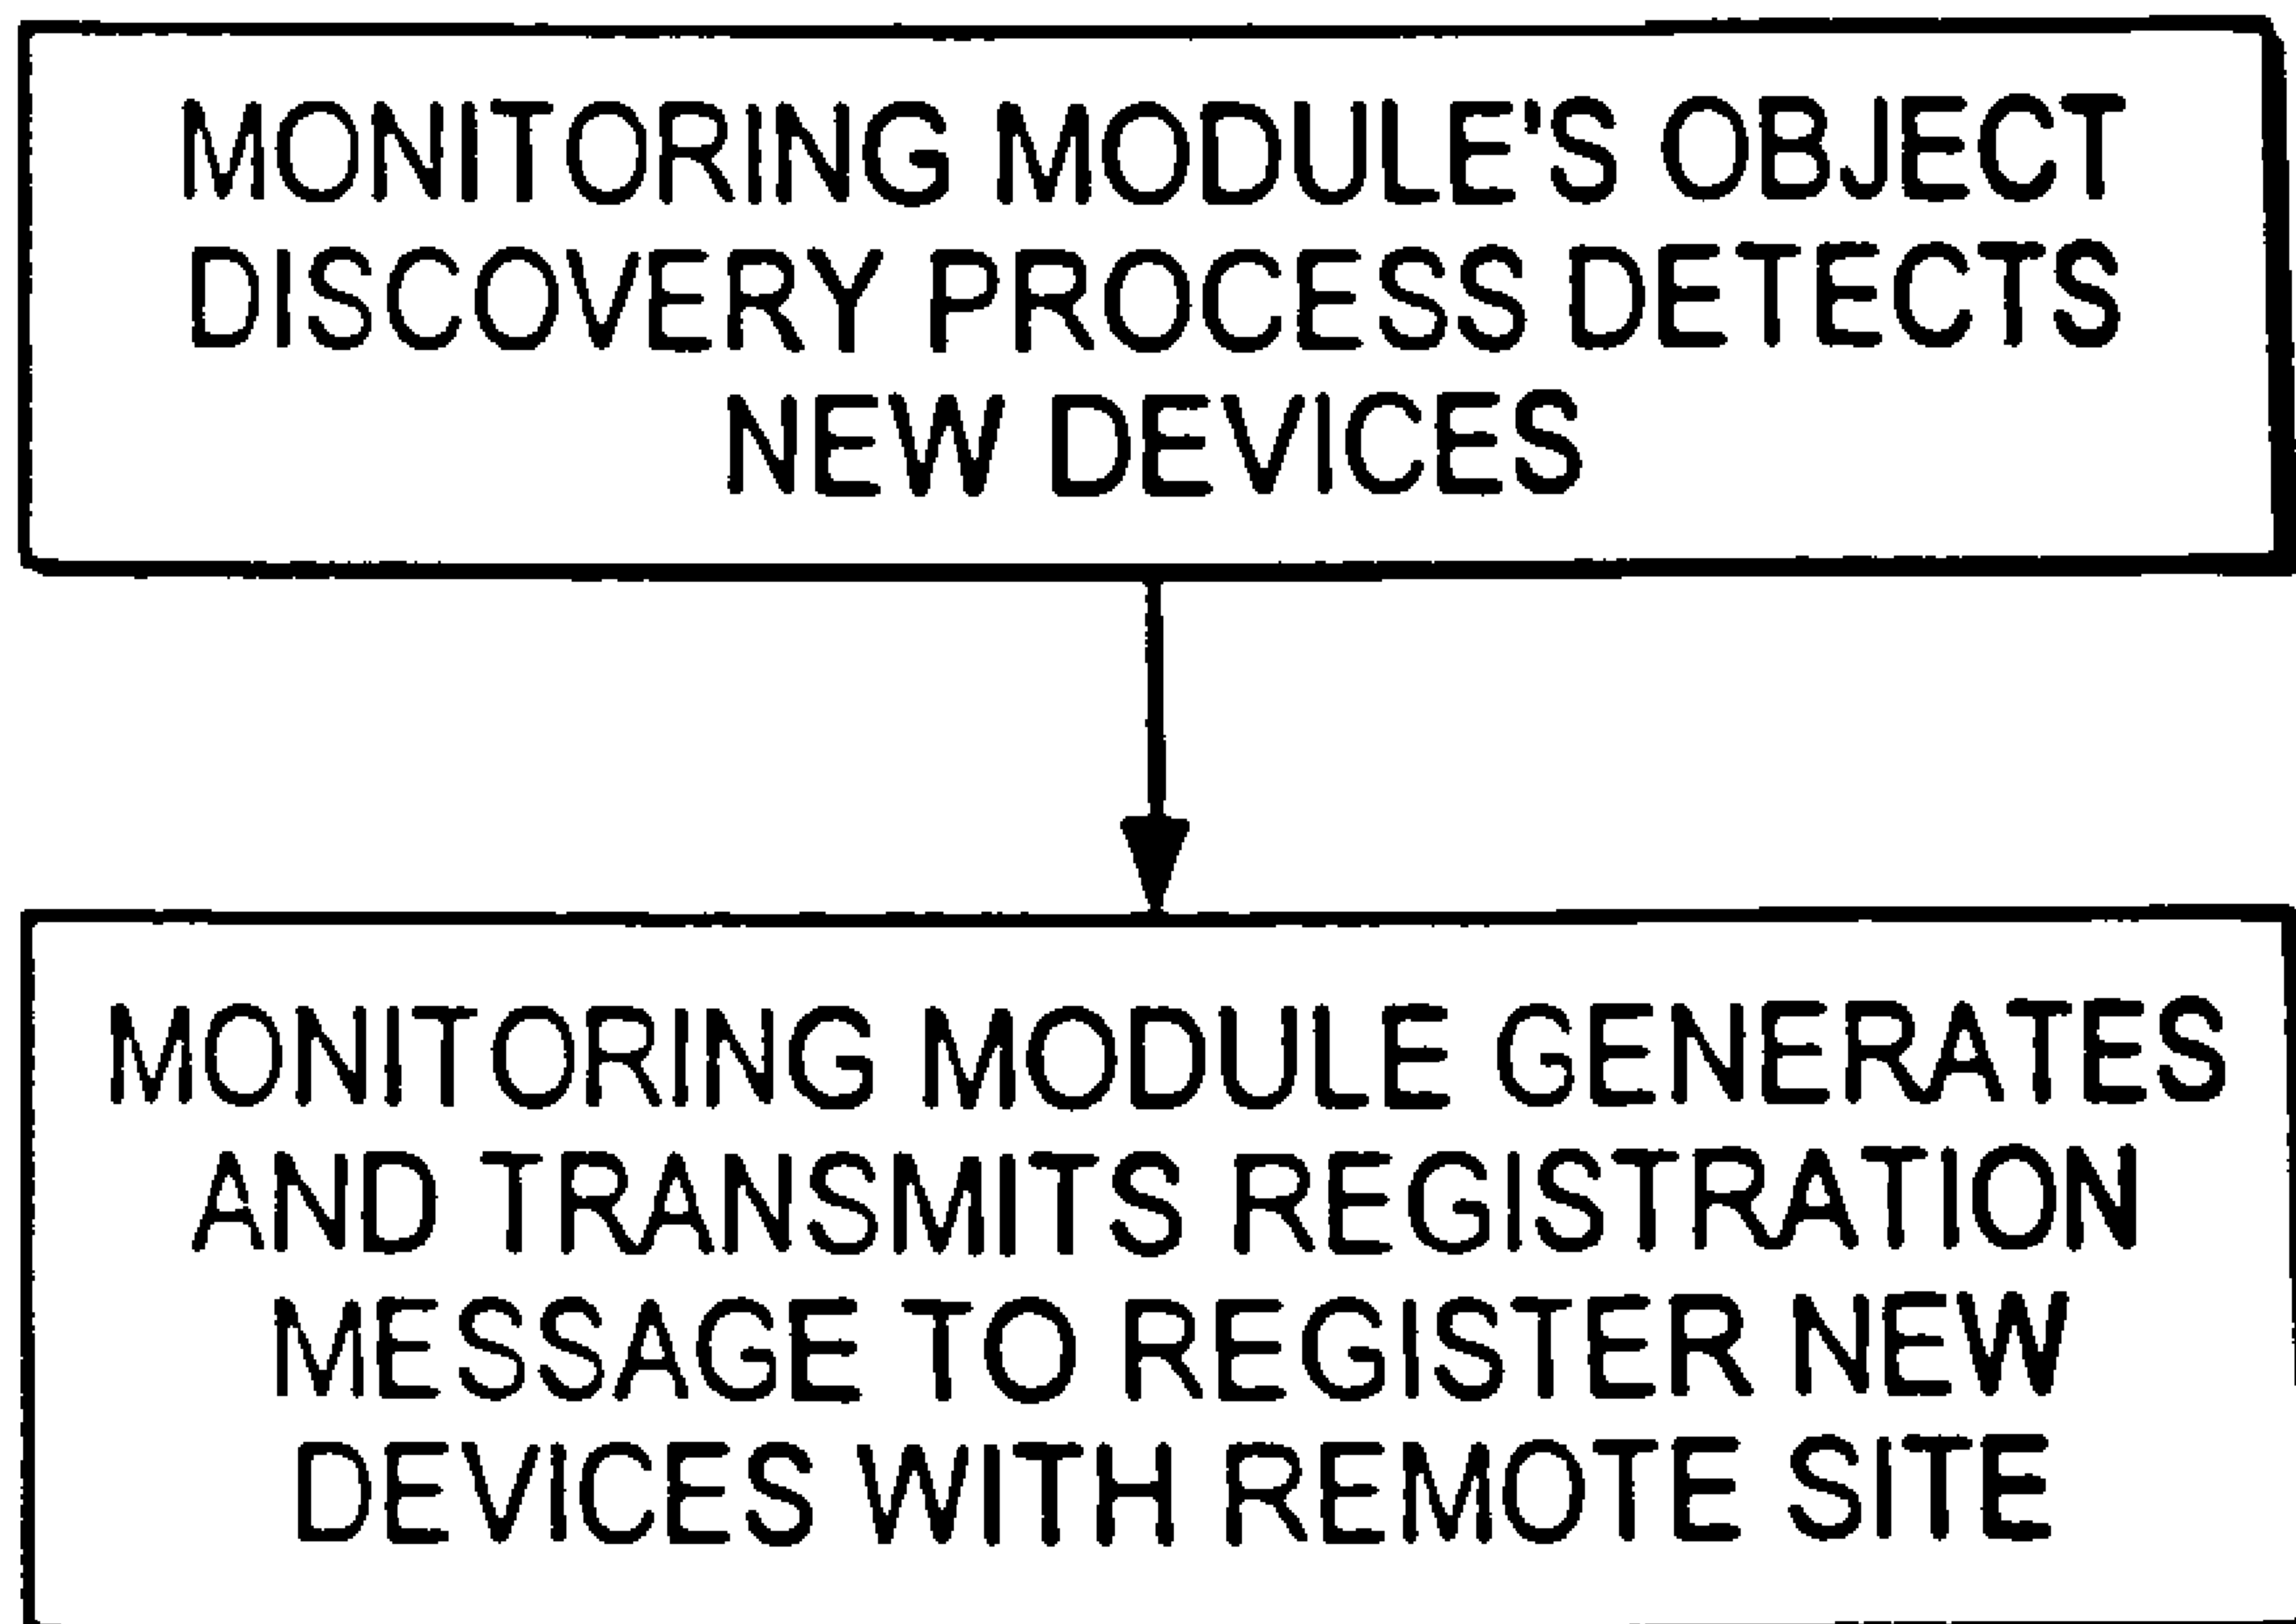 MONITORING MODULE'S OBJECT
DISCOVERY PROCESS DETECTS
NEW DEVICES
MONITORING MODULE GENERATES
AND TRANSMITS REGISTRATION
MESSAGE TO REGISTER NEW
DEVICES WITH REMOTE SITE